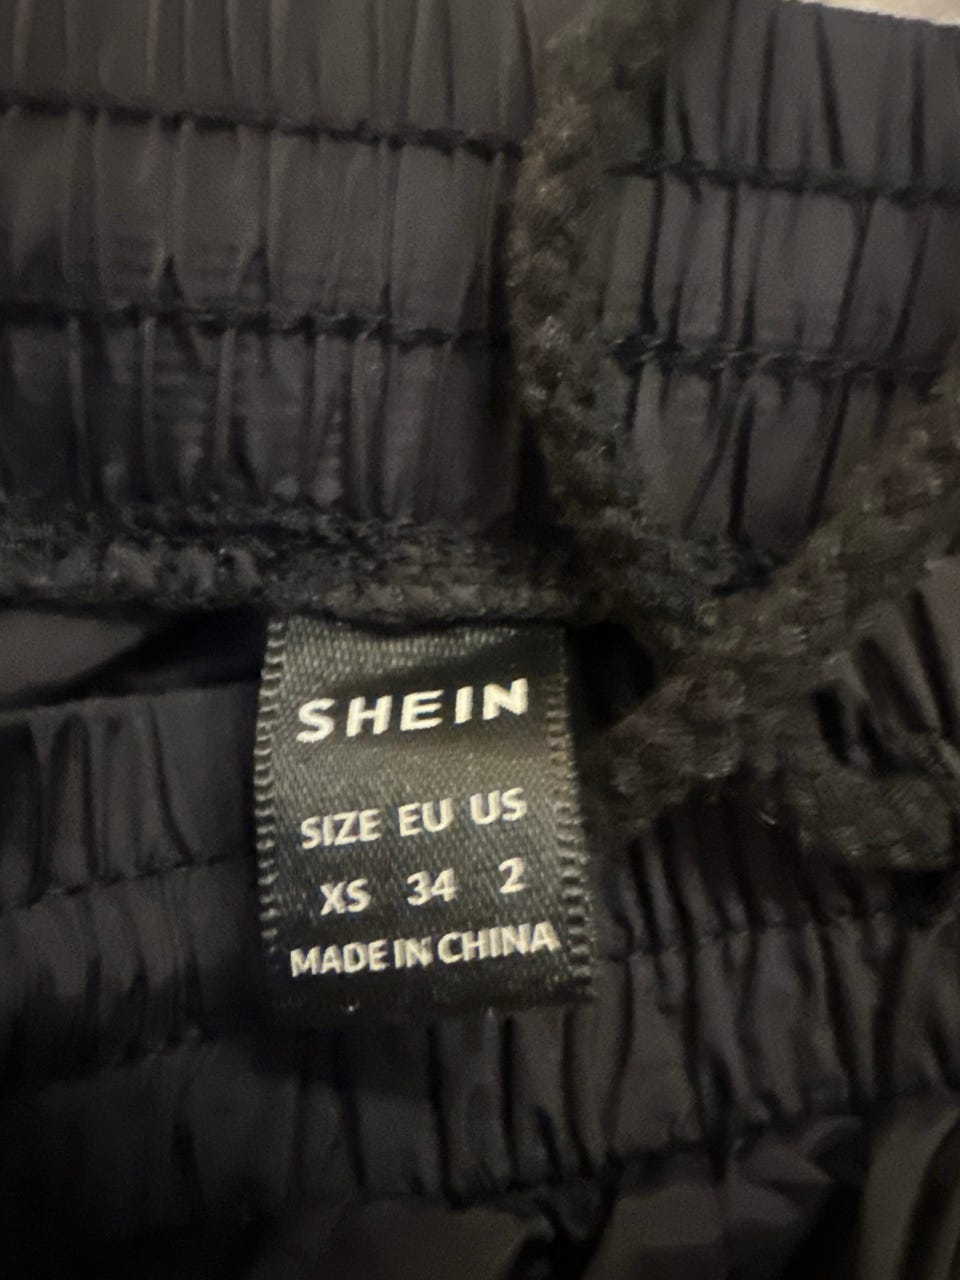 SHEIN
SIZE EU US
XS 34 2
MADE IN CHINA